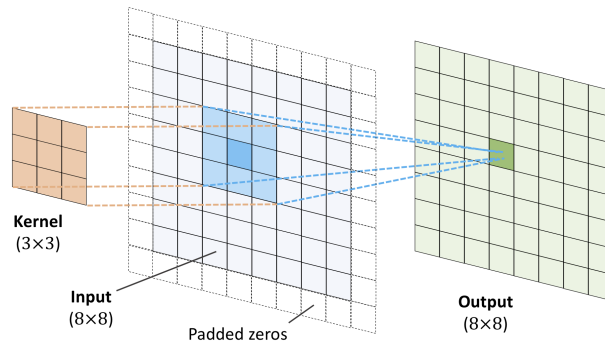 Kernel
(3×3)
Input
(8×8)
Padded zeros
Output
(8×8)